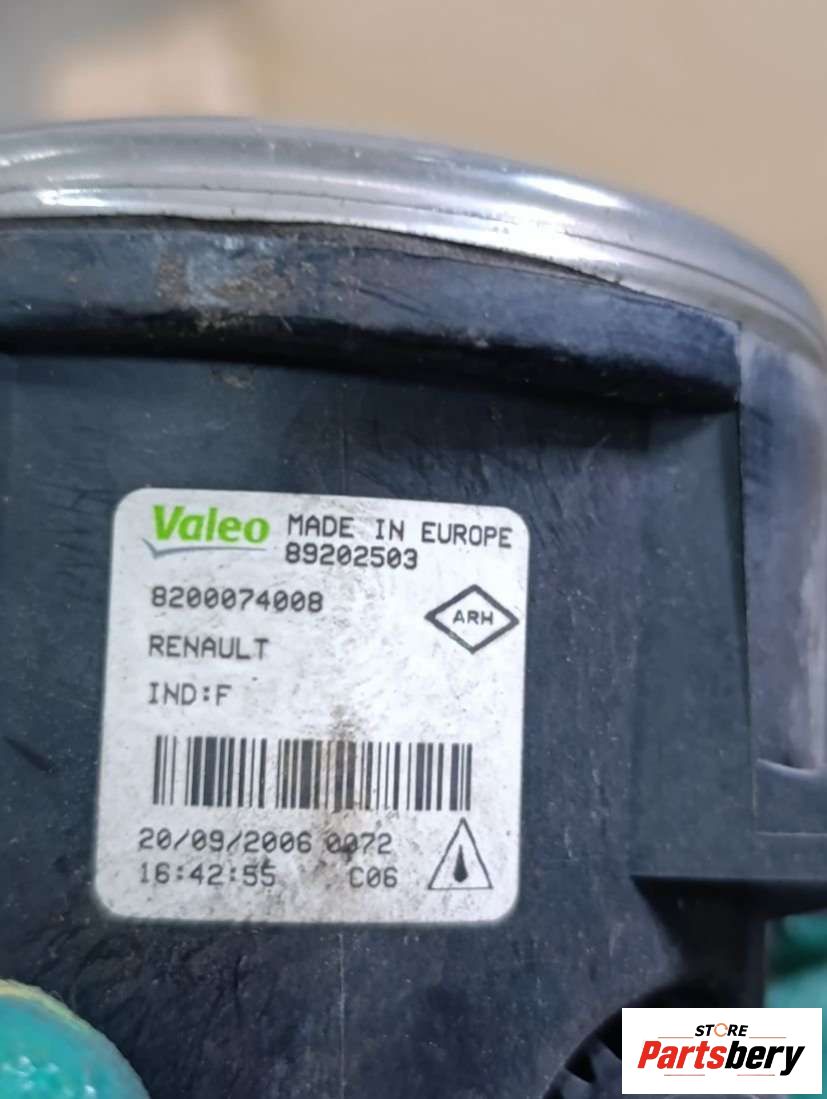 Valeo MADE IN EUROPE
89202503
8200074008
ARH
RENAULT
IND:F
20/09/2006 0072
16:42:55 C06
STORE
Partsbery